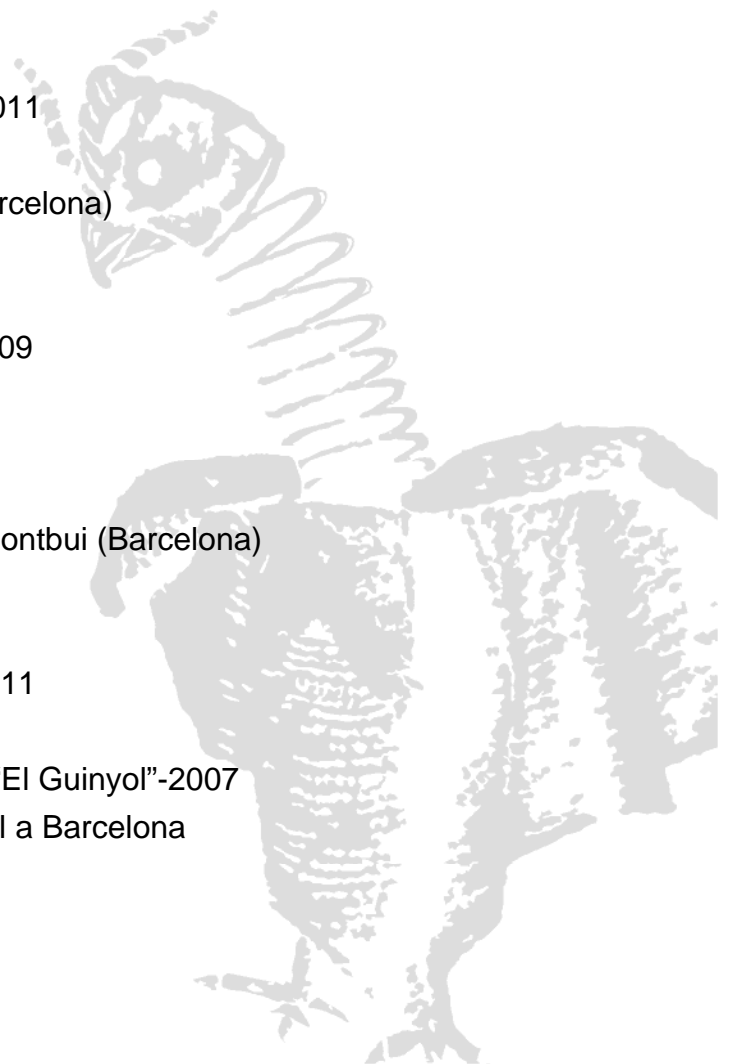 011
rcelona)
09
ontbui (Barcelona)
11
“El Guinyol”-2007
l a Barcelona